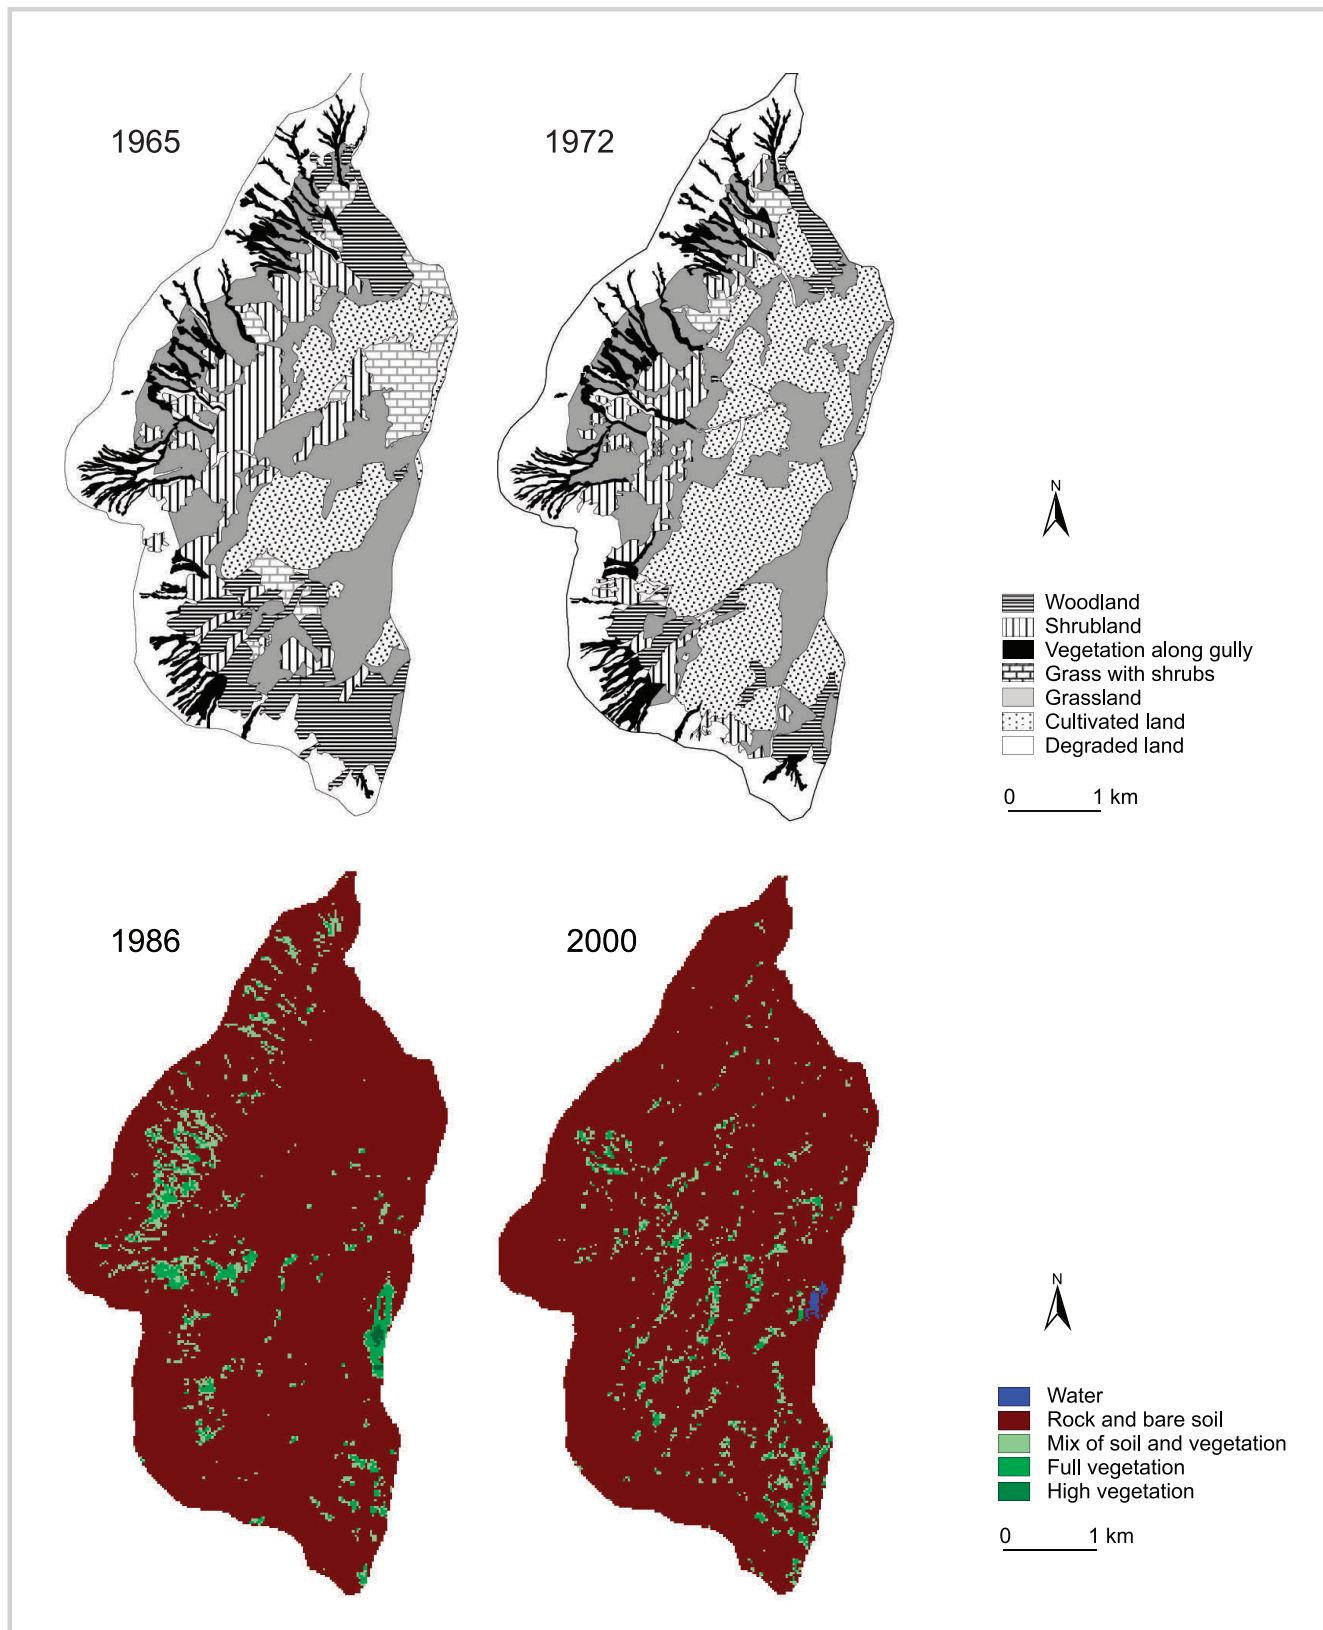 1965
1972
N
Woodland
Shrubland
Vegetation along gully
Grass with shrubs
Grassland
Cultivated land
Degraded land
0 1 km
1986
2000
N
Water
Rock and bare soil
Mix of soil and vegetation
Full vegetation
High vegetation
0 1 km